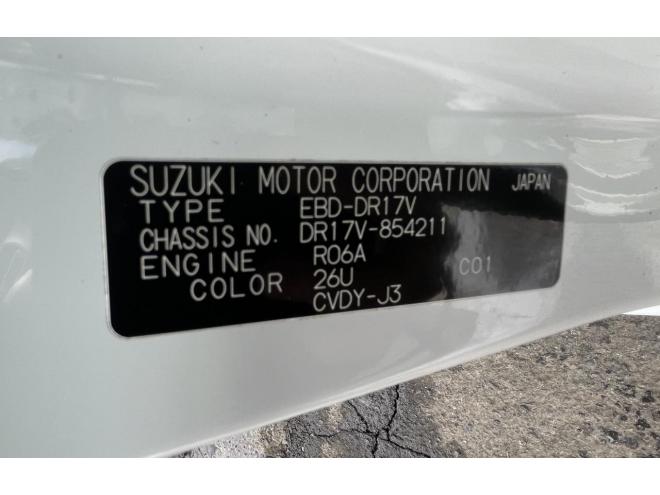 SUZUKI MOTOR CORPORATION JAPAN
TYPE EBD-DR17V
CHASSIS NO. DR17V-854211
ENGINE R06A
COLOR 26U C01
CVDY-J3